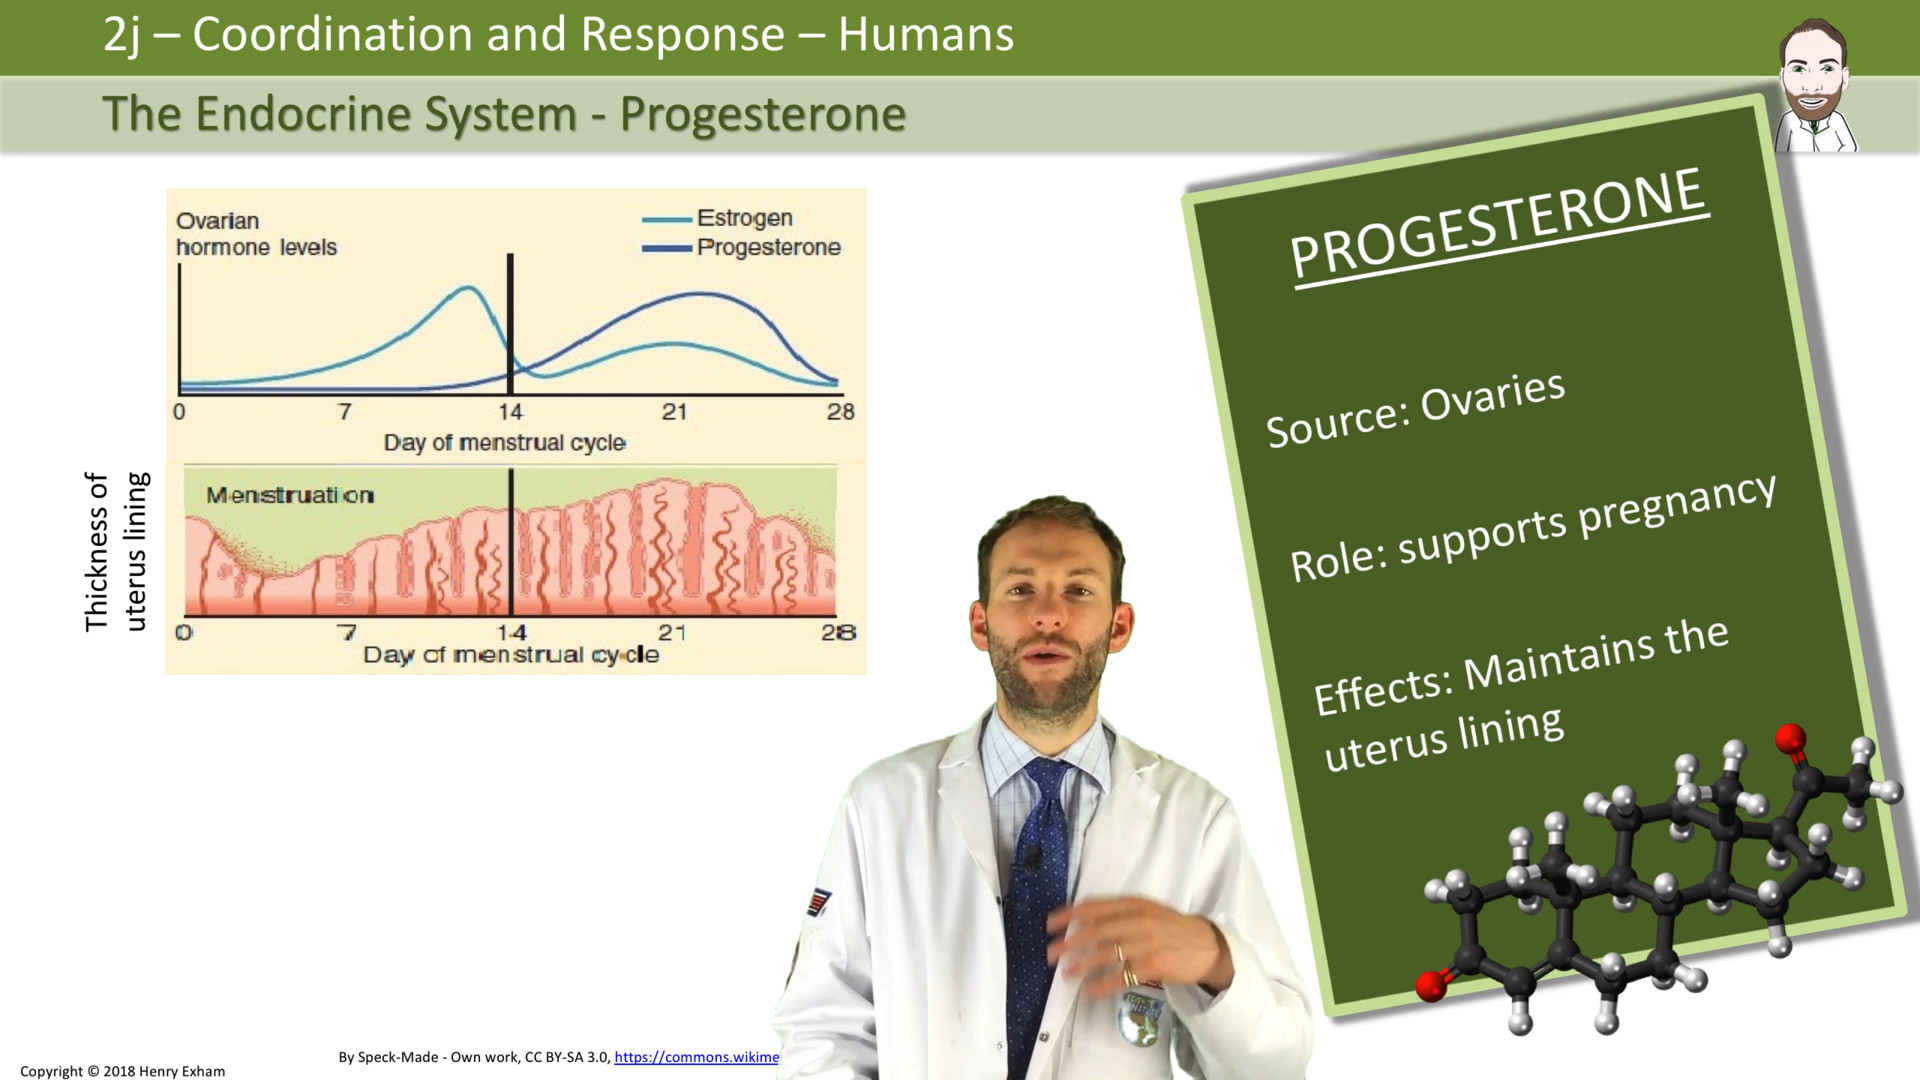 2j – Coordination and Response – Humans
The Endocrine System - Progesterone
Ovarian
hormone levels
Estrogen
Progesterone
0 7 14 21 28
Day of menstrual cycle
Thickness of
uterus lining
Menstruation
0 7 14 21 28
Day of menstrual cycle
PROGESTERONE
Source: Ovaries
Role: supports pregnancy
Effects: Maintains the
uterus lining
SCIENCE
NATURE
By Speck-Made - Own work, CC BY-SA 3.0, https://commons.wikime
Copyright © 2018 Henry Exham